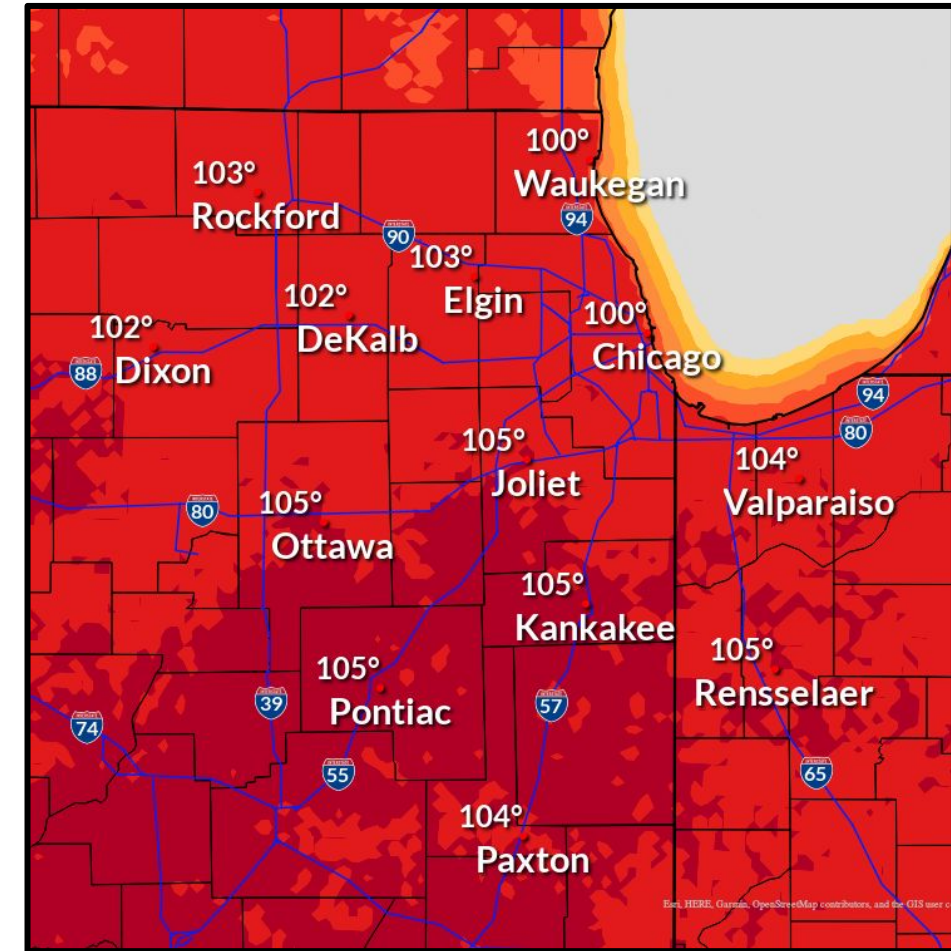 100°
Waukegan
103°
Rockford
94
90
103°
Elgin
102°
DeKalb
100°
Chicago
102°
Dixon
88
94
80
105°
Joliet
104°
Valparaiso
80
105°
Ottawa
105°
Kankakee
105°
Rensselaer
105°
Pontiac
39
57
74
55
65
104°
Paxton
Esri, HERE, Garmin, OpenStreetMap contributors, and the GIS user c